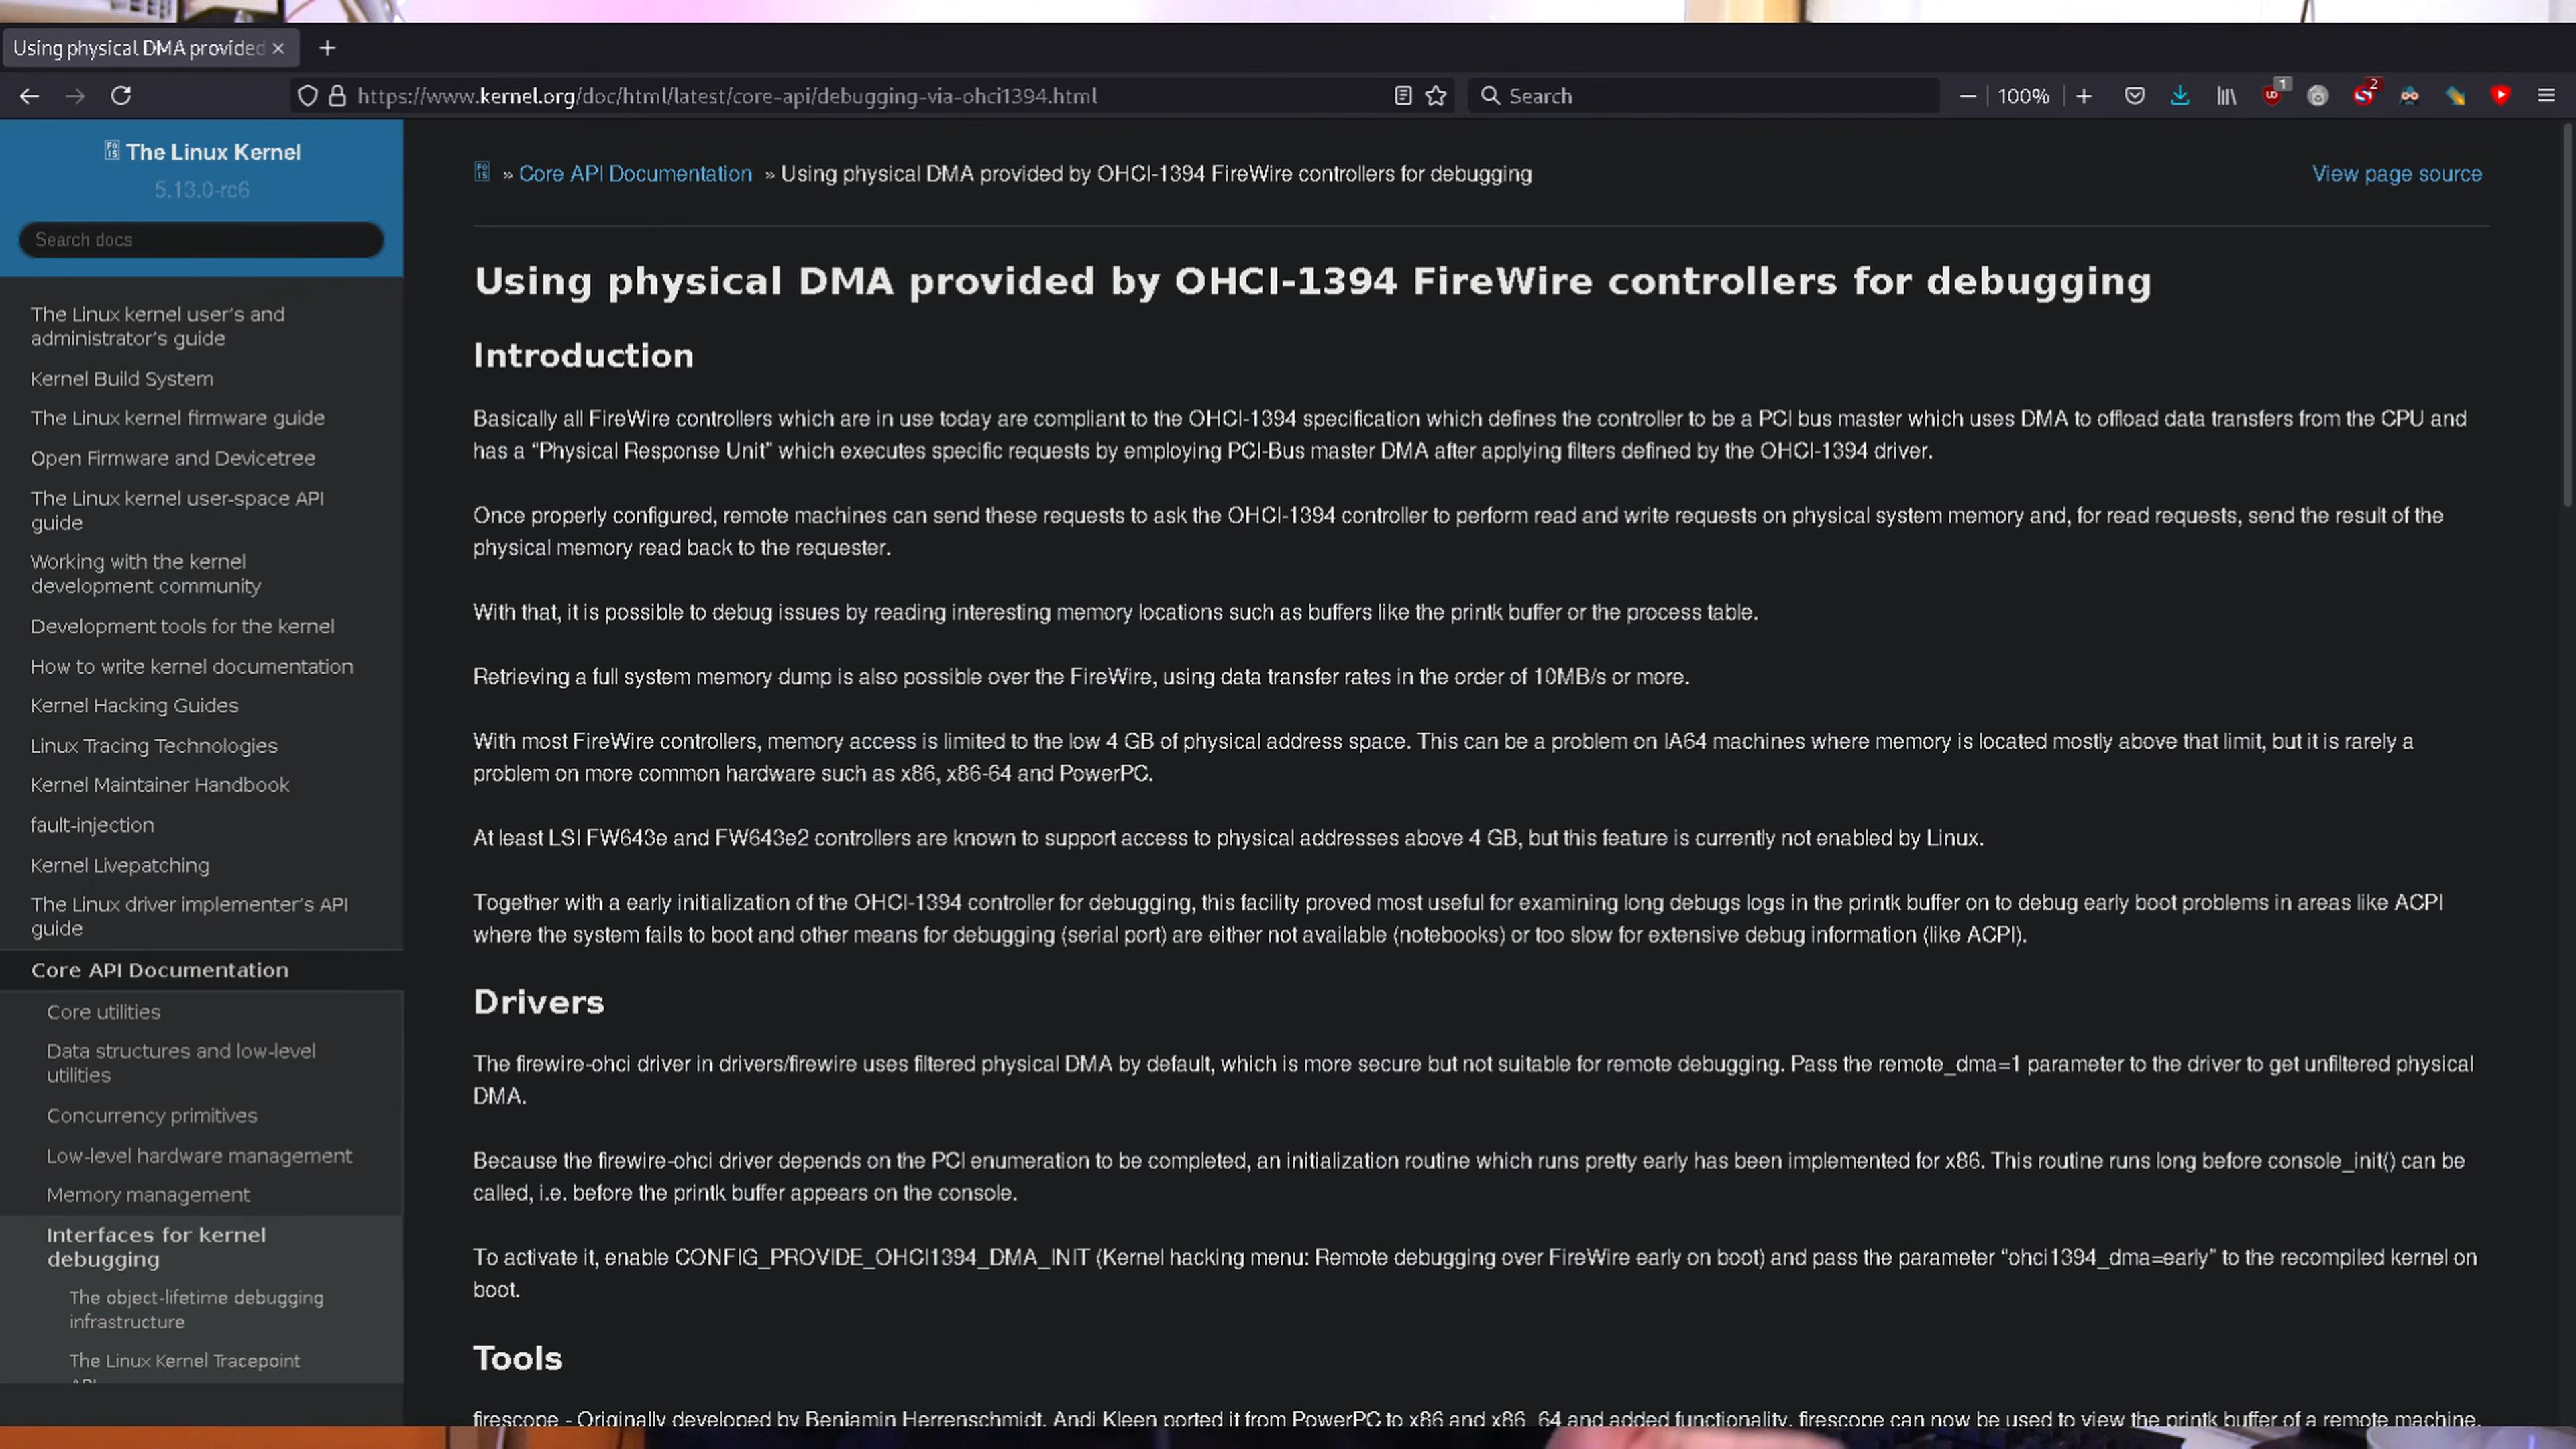 Using physical DMA provided
https://www.kernel.org/doc/html/latest/core-api/debugging-via-ohci1394.html
Search
100%
1
2
The Linux Kernel
5.13.0-rc6
Search docs
The Linux kernel user’s and
administrator’s guide
Kernel Build System
The Linux kernel firmware guide
Open Firmware and Devicetree
The Linux kernel user-space API
guide
Working with the kernel
development community
Development tools for the kernel
How to write kernel documentation
Kernel Hacking Guides
Linux Tracing Technologies
Kernel Maintainer Handbook
fault-injection
Kernel Livepatching
The Linux driver implementer’s API
guide
Core API Documentation
Core utilities
Data structures and low-level
utilities
Concurrency primitives
Low-level hardware management
Memory management
Interfaces for kernel
debugging
The object-lifetime debugging
infrastructure
The Linux Kernel Tracepoint
API
» Core API Documentation » Using physical DMA provided by OHCI-1394 FireWire controllers for debugging
View page source
Using physical DMA provided by OHCI-1394 FireWire controllers for debugging
Introduction
Basically all FireWire controllers which are in use today are compliant to the OHCI-1394 specification which defines the controller to be a PCI bus master which uses DMA to offload data transfers from the CPU and
has a “Physical Response Unit” which executes specific requests by employing PCI-Bus master DMA after applying filters defined by the OHCI-1394 driver.
Once properly configured, remote machines can send these requests to ask the OHCI-1394 controller to perform read and write requests on physical system memory and, for read requests, send the result of the
physical memory read back to the requester.
With that, it is possible to debug issues by reading interesting memory locations such as buffers like the printk buffer or the process table.
Retrieving a full system memory dump is also possible over the FireWire, using data transfer rates in the order of 10MB/s or more.
With most FireWire controllers, memory access is limited to the low 4 GB of physical address space. This can be a problem on IA64 machines where memory is located mostly above that limit, but it is rarely a
problem on more common hardware such as x86, x86-64 and PowerPC.
At least LSI FW643e and FW643e2 controllers are known to support access to physical addresses above 4 GB, but this feature is currently not enabled by Linux.
Together with a early initialization of the OHCI-1394 controller for debugging, this facility proved most useful for examining long debugs logs in the printk buffer on to debug early boot problems in areas like ACPI
where the system fails to boot and other means for debugging (serial port) are either not available (notebooks) or too slow for extensive debug information (like ACPI).
Drivers
The firewire-ohci driver in drivers/firewire uses filtered physical DMA by default, which is more secure but not suitable for remote debugging. Pass the remote_dma=1 parameter to the driver to get unfiltered physical
DMA.
Because the firewire-ohci driver depends on the PCI enumeration to be completed, an initialization routine which runs pretty early has been implemented for x86. This routine runs long before console_init() can be
called, i.e. before the printk buffer appears on the console.
To activate it, enable CONFIG_PROVIDE_OHCI1394_DMA_INIT (Kernel hacking menu: Remote debugging over FireWire early on boot) and pass the parameter “ohci1394_dma=early” to the recompiled kernel on
boot.
Tools
firescope - Originally developed by Benjamin Herrenschmidt, Andi Kleen ported it from PowerPC to x86 and x86_64 and added functionality, firescope can now be used to view the printk buffer of a remote machine,